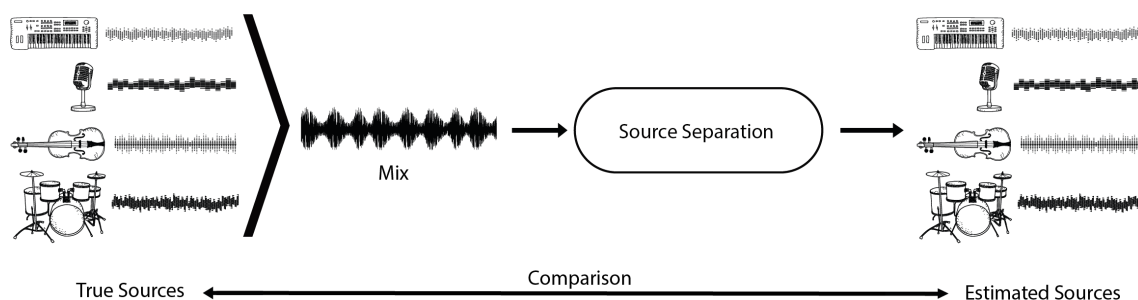 Mix
Source Separation
Comparison
True Sources
Estimated Sources